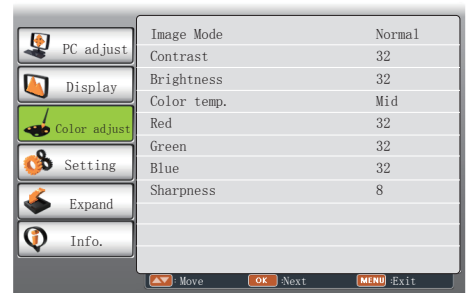 PC adjust
Display
Color adjust
Setting
Expand
Info.
Image Mode Normal
Contrast 32
Brightness 32
Color temp. Mid
Red 32
Green 32
Blue 32
Sharpness 8
: Move OK :Next MENU :Exit